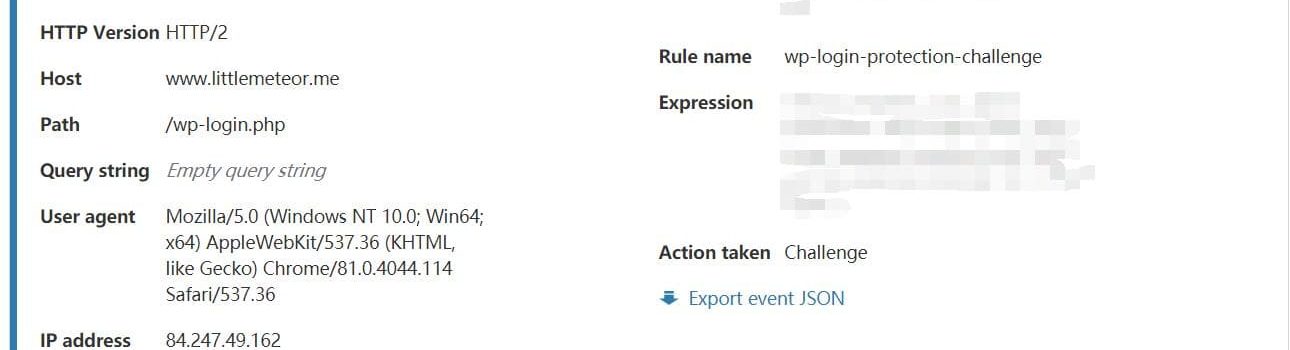 HTTP Version HTTP/2
Host www.littlemeteor.me
Path /wp-login.php
Query string Empty query string
User agent Mozilla/5.0 (Windows NT 10.0; Win64;
x64) AppleWebKit/537.36 (KHTML,
like Gecko) Chrome/81.0.4044.114
Safari/537.36
IP address 84.247.49.162
Rule name wp-login-protection-challenge
Expression
Action taken Challenge
Export event JSON